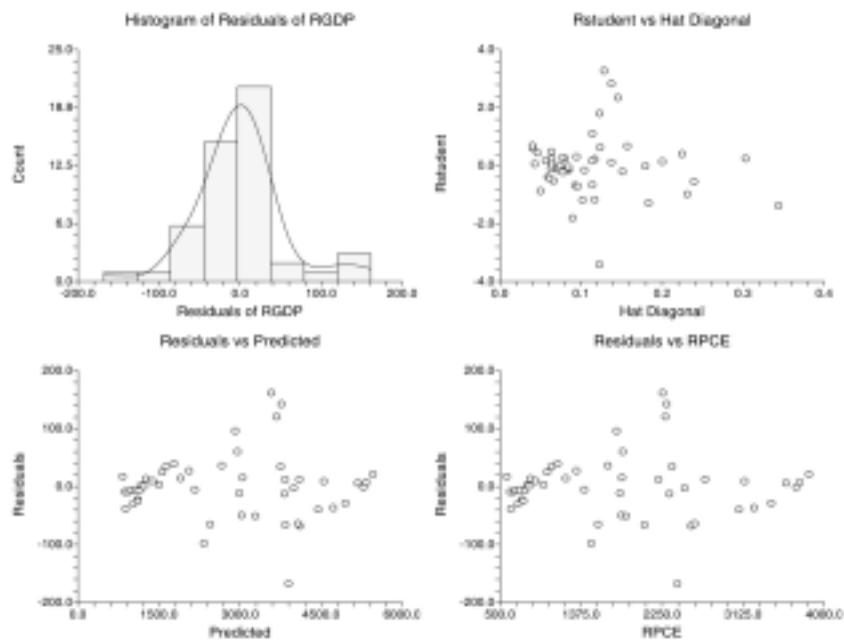 Histogram of Residuals of RGDP
25.0
18.8
12.5
6.3
0.0
Count
-200.0 -100.0 0.0 100.0 200.0
Residuals of RGDP
Rstudent vs Hat Diagonal
4.0
2.0
0.0
-2.0
-4.0
Rstudent
0.0 0.1 0.2 0.3 0.4
Hat Diagonal
Residuals vs Predicted
200.0
100.0
0.0
-100.0
-200.0
Residuals
0.0 1500.0 3000.0 4500.0 6000.0
Predicted
Residuals vs RPCE
200.0
100.0
0.0
-100.0
-200.0
Residuals
500.0 1375.0 2250.0 3125.0 4000.0
RPCE